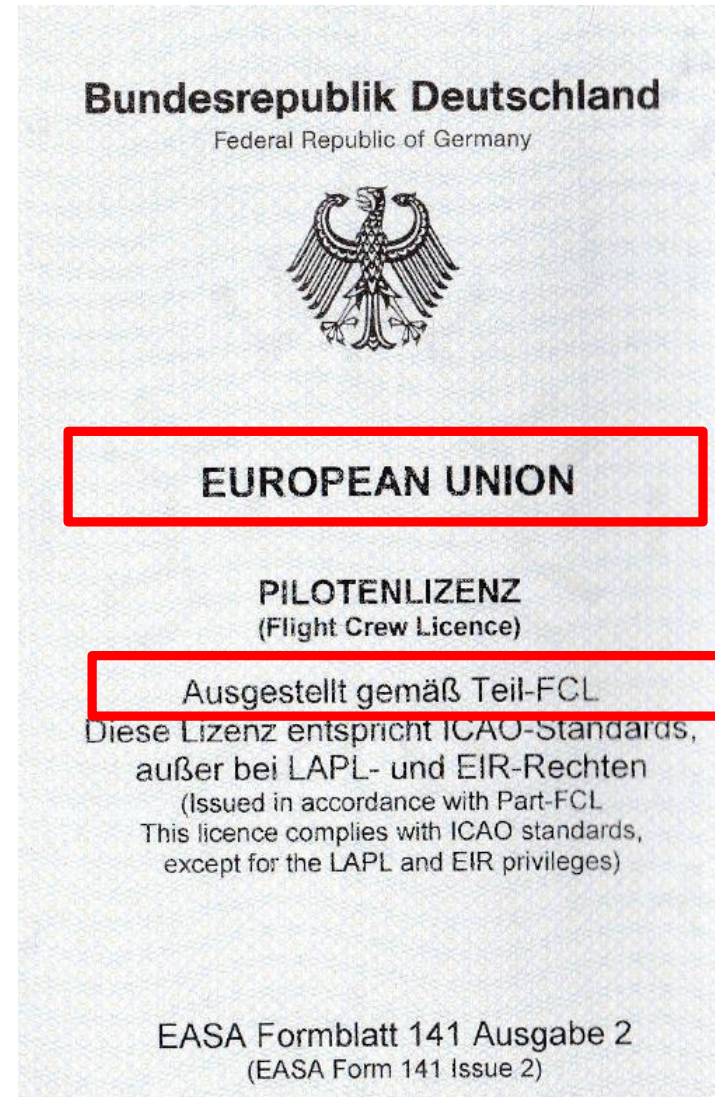 Bundesrepublik Deutschland
Federal Republic of Germany
EUROPEAN UNION
PILOTENLIZENZ
(Flight Crew Licence)
Ausgestellt gemäß Teil-FCL
Diese Lizenz entspricht ICAO-Standards,
außer bei LAPL- und EIR-Rechten
(Issued in accordance with Part-FCL
This licence complies with ICAO standards,
except for the LAPL and EIR privileges)
EASA Formblatt 141 Ausgabe 2
(EASA Form 141 Issue 2)